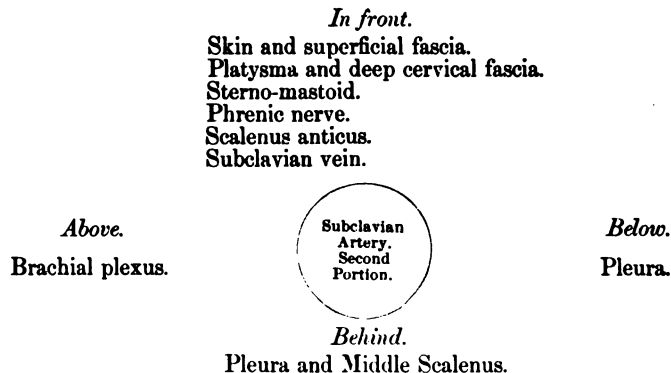 In front.
Skin and superficial fascia.
Platysma and deep cervical fascia.
Sterno-mastoid.
Phrenic nerve.
Scalenus anticus.
Subclavian vein.
Above.
Brachial plexus.
Subclavian
Artery.
Second
Portion.
Below.
Pleura.
Behind.
Pleura and Middle Scalenus.